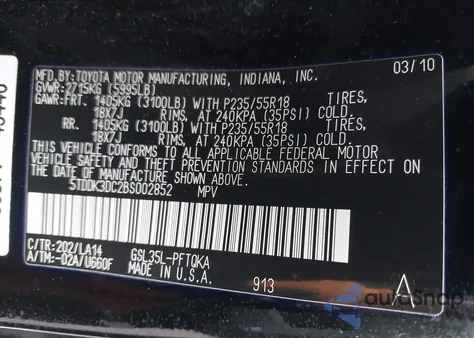 MFD.BY:TOYOTA MOTOR MANUFACTURING, INDIANA, INC. 03/10
GVWR: 2715KG (5995LB)
GAWR:FRT. 1405KG (3100LB) WITH P235/55R18 TIRES,
18X7J RIMS, AT 240KPA (35PSI) COLD.
RR. 1405KG (3100LB) WITH P235/55R18 TIRES,
18X7J RIMS, AT 240KPA (35PSI) COLD.
THIS VEHICLE CONFORMS TO ALL APPLICABLE FEDERAL MOTOR
VEHICLE SAFETY AND THEFT PREVENTION STANDARDS IN EFFECT ON
THE DATE OF MANUFACTURE SHOWN ABOVE.
5TDDK3DC2BS002852 MPV
C/TR:202/LA14 GSL35L-PFTQKA
A/TM:-02A/U660F MADE IN U.S.A. 913 A
autoSnap